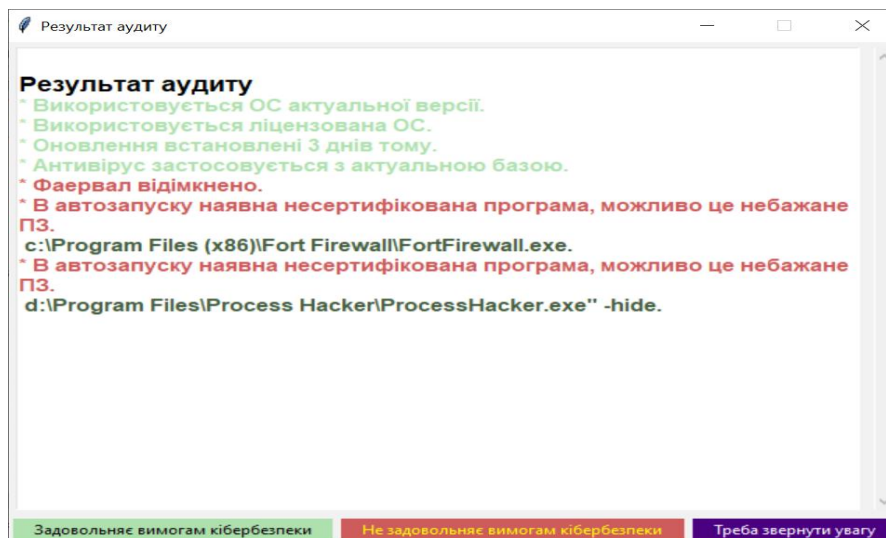 Результат аудиту
Результат аудиту
* Використовується ОС актуальної версії.
* Використовується ліцензована ОС.
* Оновлення встановлені 3 днів тому.
* Антивірус застосовується з актуальною базою.
* Фаервал відімкнено.
* В автозапуску наявна несертифікована програма, можливо це небажане
ПЗ.
c:\Program Files (x86)\Fort Firewall\FortFirewall.exe.
* В автозапуску наявна несертифікована програма, можливо це небажане
ПЗ.
d:\Program Files\Process Hacker\ProcessHacker.exe" -hide.
Задовольняє вимогам кібербезпеки
Не задовольняє вимогам кібербезпеки
Треба звернути увагу